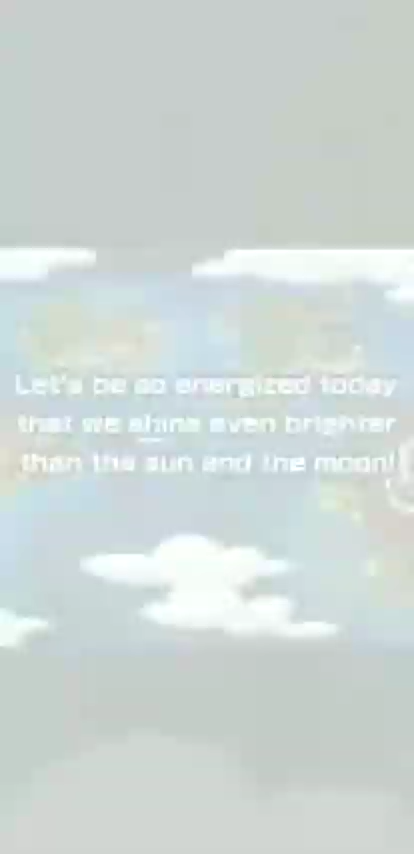 Let's be so energized today
that we shine even brighter
than the sun and the moon!